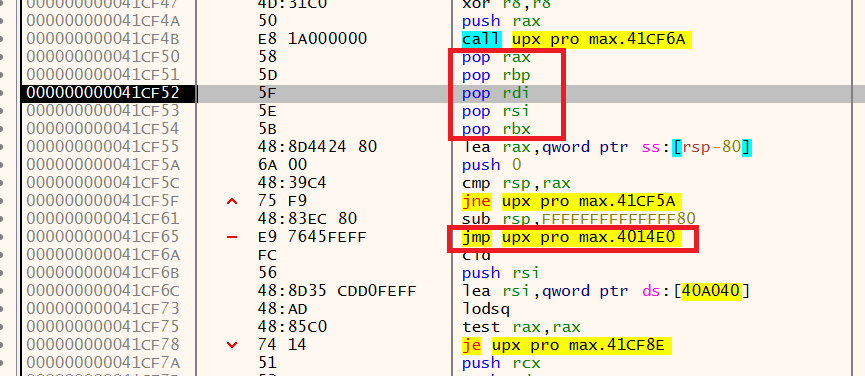 000000000041CF47 4D:31C0 xor r8,r8
000000000041CF4A 50 push rax
000000000041CF4B E8 1A000000 call upx pro max.41CF6A
000000000041CF50 58 pop rax
000000000041CF51 5D pop rbp
000000000041CF52 5F pop rdi
000000000041CF53 5E pop rsi
000000000041CF54 5B pop rbx
000000000041CF55 48:8D4424 80 lea rax,qword ptr ss:[rsp-80]
000000000041CF5A 6A 00 push 0
000000000041CF5C 48:39C4 cmp rsp,rax
000000000041CF5F 75 F9 jne upx pro max.41CF5A
000000000041CF61 48:83EC 80 sub rsp,FFFFFFFFFFFFFF80
000000000041CF65 E9 7645FEFF jmp upx pro max.4014E0
000000000041CF6A FC cld
000000000041CF6B 56 push rsi
000000000041CF6C 48:8D35 CDD0FEFF lea rsi,qword ptr ds:[40A040]
000000000041CF73 48:AD lodsq
000000000041CF75 48:85C0 test rax,rax
000000000041CF78 74 14 je upx pro max.41CF8E
000000000041CF7A 51 push rcx